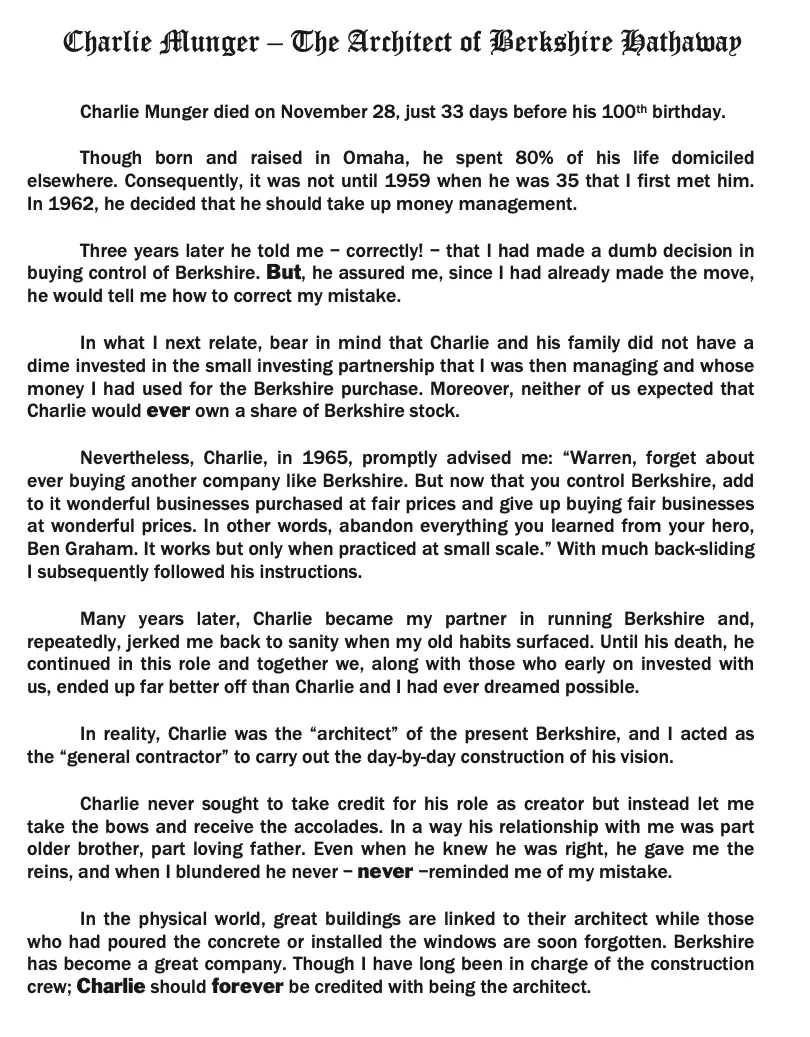 Charlie Munger – The Architect of Berkshire Hathaway
Charlie Munger died on November 28, just 33 days before his 100th birthday.
Though born and raised in Omaha, he spent 80% of his life domiciled
elsewhere. Consequently, it was not until 1959 when he was 35 that I first met him.
In 1962, he decided that he should take up money management.
Three years later he told me – correctly! – that I had made a dumb decision in
buying control of Berkshire. But, he assured me, since I had already made the move,
he would tell me how to correct my mistake.
In what I next relate, bear in mind that Charlie and his family did not have a
dime invested in the small investing partnership that I was then managing and whose
money I had used for the Berkshire purchase. Moreover, neither of us expected that
Charlie would ever own a share of Berkshire stock.
Nevertheless, Charlie, in 1965, promptly advised me: “Warren, forget about
ever buying another company like Berkshire. But now that you control Berkshire, add
to it wonderful businesses purchased at fair prices and give up buying fair businesses
at wonderful prices. In other words, abandon everything you learned from your hero,
Ben Graham. It works but only when practiced at small scale.” With much back-sliding
I subsequently followed his instructions.
Many years later, Charlie became my partner in running Berkshire and,
repeatedly, jerked me back to sanity when my old habits surfaced. Until his death, he
continued in this role and together we, along with those who early on invested with
us, ended up far better off than Charlie and I had ever dreamed possible.
In reality, Charlie was the “architect” of the present Berkshire, and I acted as
the “general contractor” to carry out the day-by-day construction of his vision.
Charlie never sought to take credit for his role as creator but instead let me
take the bows and receive the accolades. In a way his relationship with me was part
older brother, part loving father. Even when he knew he was right, he gave me the
reins, and when I blundered he never – never –reminded me of my mistake.
In the physical world, great buildings are linked to their architect while those
who had poured the concrete or installed the windows are soon forgotten. Berkshire
has become a great company. Though I have long been in charge of the construction
crew; Charlie should forever be credited with being the architect.